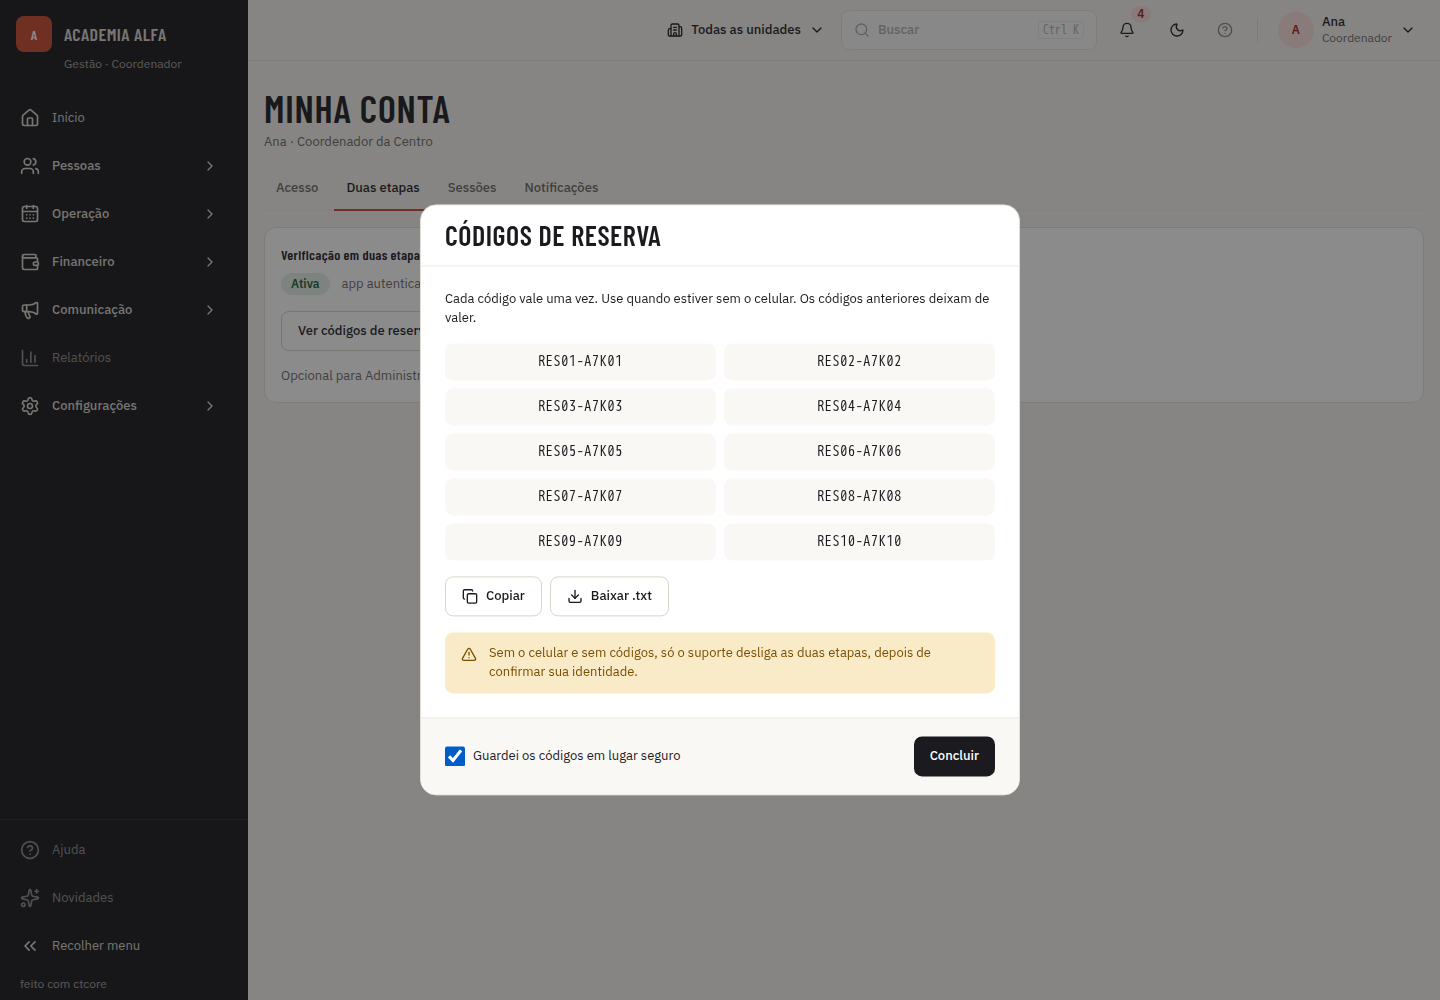 A
ACADEMIA ALFA
Gestão · Coordenador
Início
Pessoas
Operação
Financeiro
Comunicação
Relatórios
Configurações
Ajuda
Novidades
Recolher menu
feito com ctcore
Todas as unidades
Buscar
Ctrl K
4
A
Ana
Coordenador
MINHA CONTA
Ana · Coordenador da Centro
Acesso
Duas etapas
Sessões
Notificações
Verificação em duas etapa
Ativa
app autentica
Ver códigos de reser
Opcional para Administr
CÓDIGOS DE RESERVA
Cada código vale uma vez. Use quando estiver sem o celular. Os códigos anteriores deixam de
valer.
RES01-A7K01
RES02-A7K02
RES03-A7K03
RES04-A7K04
RES05-A7K05
RES06-A7K06
RES07-A7K07
RES08-A7K08
RES09-A7K09
RES10-A7K10
Copiar
Baixar .txt
Sem o celular e sem códigos, só o suporte desliga as duas etapas, depois de
confirmar sua identidade.
Guardei os códigos em lugar seguro
Concluir